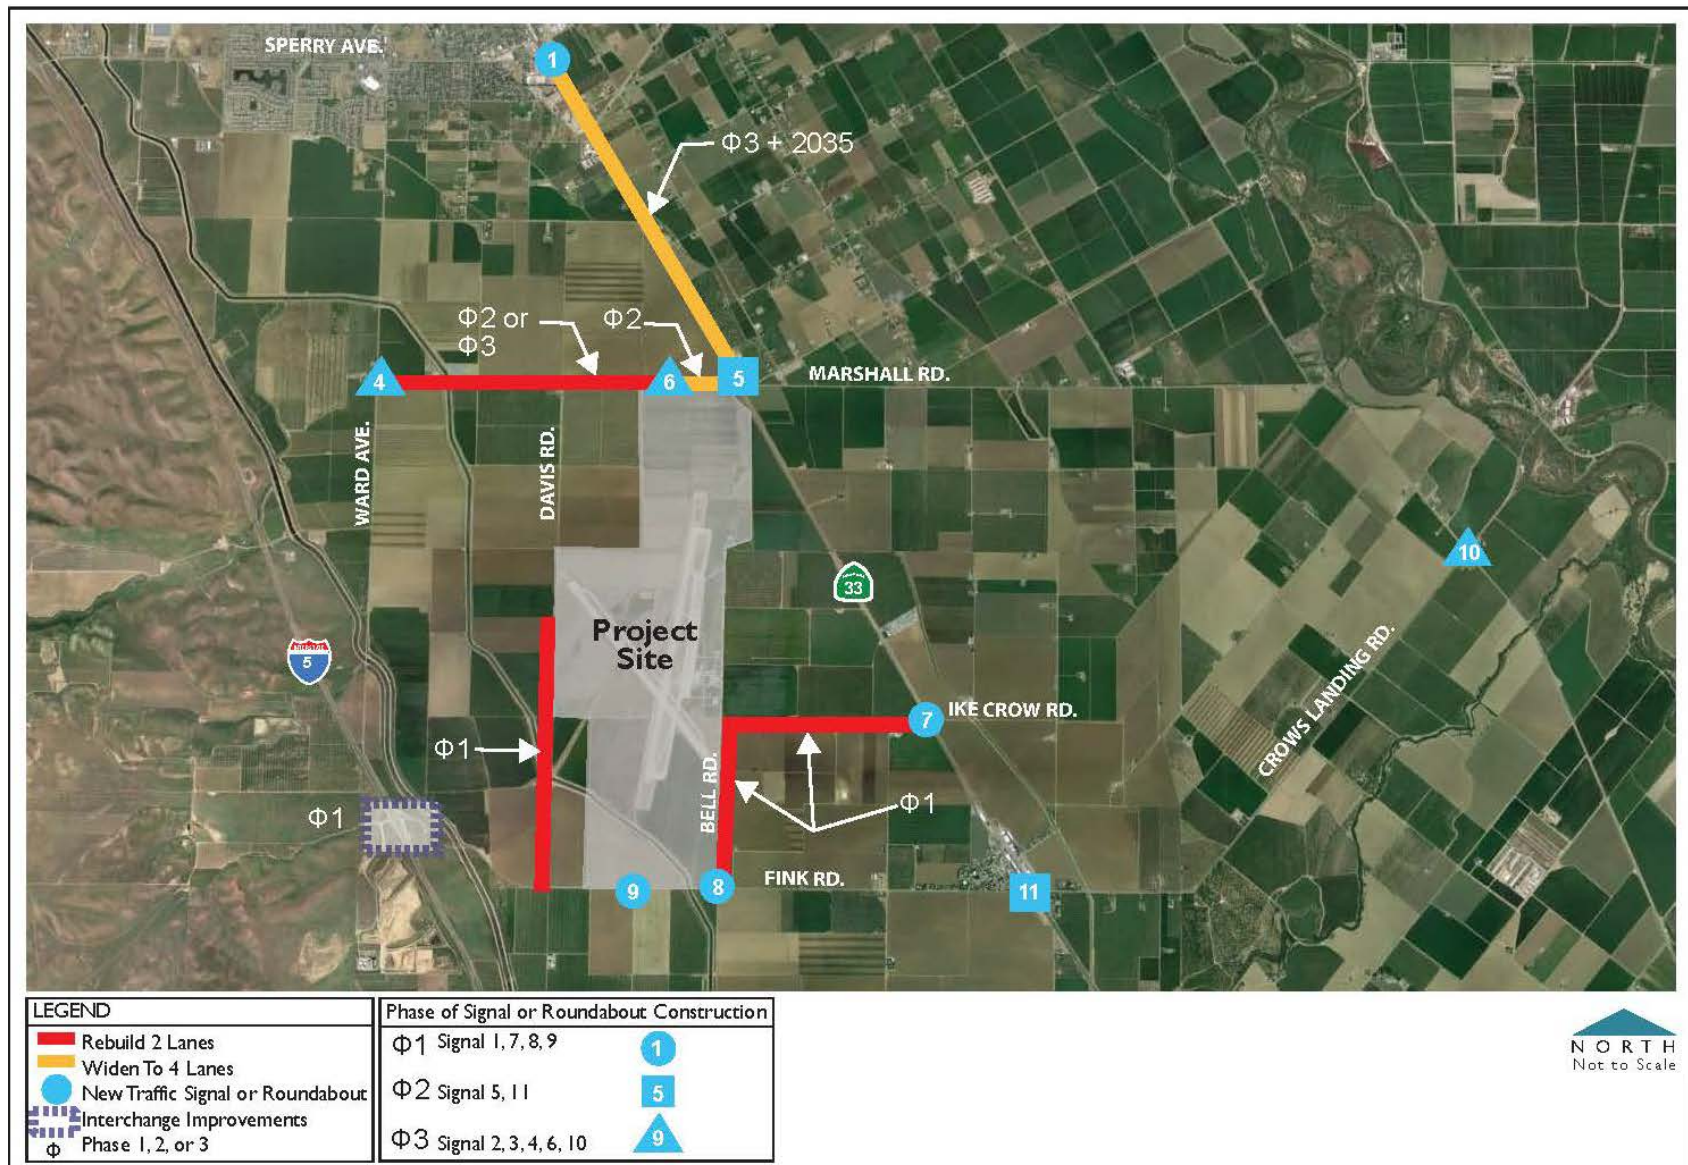 SPERRY AVE.
1
Φ3 + 2035
Φ2 or
Φ3
Φ2
4
6
5
MARSHALL RD.
WARD AVE.
DAVIS RD.
10
33
Project
Site
INTERSTATE
5
CROWS LANDING RD.
7
IKE CROW RD.
Φ1
BELL RD.
Φ1
Φ1
9
8
FINK RD.
11
LEGEND
Rebuild 2 Lanes
Widen To 4 Lanes
New Traffic Signal or Roundabout
Interchange Improvements
Φ Phase 1, 2, or 3
Phase of Signal or Roundabout Construction
Φ1 Signal 1, 7, 8, 9 1
Φ2 Signal 5, 11 5
Φ3 Signal 2, 3, 4, 6, 10 9
NORTH
Not to Scale